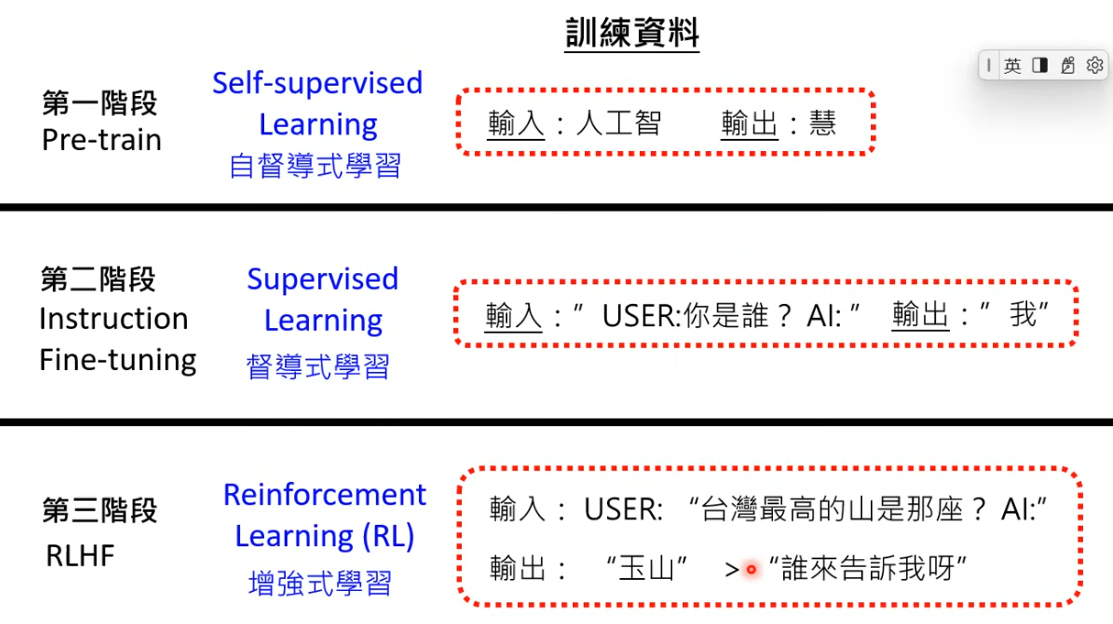 訓練資料
英
第一階段
Pre-train
Self-supervised
Learning
自督導式學習
輸入：人工智 輸出：慧
第二階段
Instruction
Fine-tuning
Supervised
Learning
督導式學習
輸入：” USER:你是誰？ AI: ” 輸出：” 我”
第三階段
RLHF
Reinforcement
Learning (RL)
增強式學習
輸入： USER: “台灣最高的山是那座？ AI:”
輸出： “玉山” > “誰來告訴我呀”